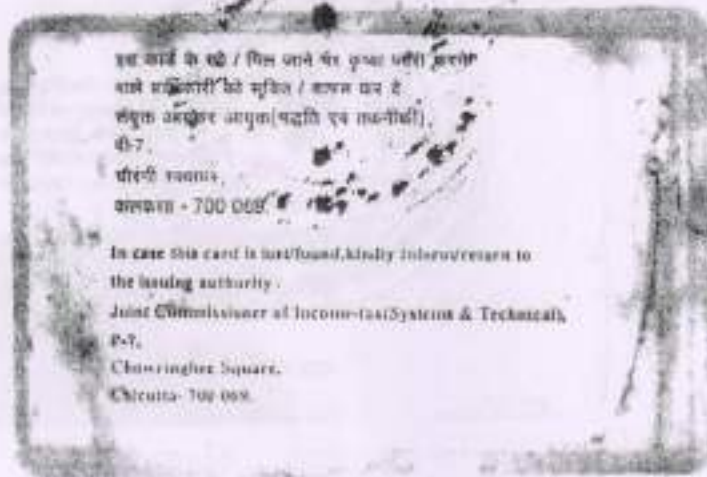 इस कार्ड के खो / मिल जाने पर कृपया जारी करने
वाले प्राधिकारी को सूचित / वापस कर दे
संयुक्त आयकर आयुक्त(पद्धति एवं तकनीकी),
पी-7,
चौरंगी स्क्वायर,
कलकत्ता - 700 069.
In case this card is lost/found,kindly inform/return to
the issuing authority :
Joint Commissioner of Income-tax(Systems & Technical),
P-7,
Chowringhee Square,
Calcutta- 700 069.